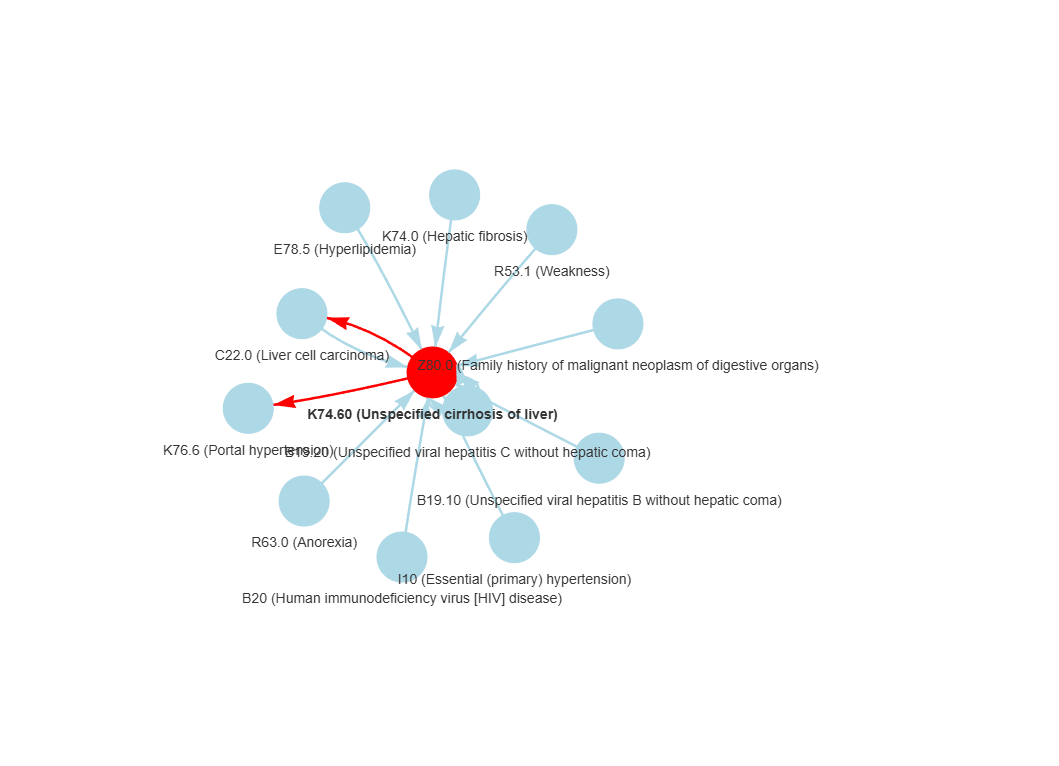 K74.0 (Hepatic fibrosis)
E78.5 (Hyperlipidemia)
R53.1 (Weakness)
C22.0 (Liver cell carcinoma)
Z80.0 (Family history of malignant neoplasm of digestive organs)
K74.60 (Unspecified cirrhosis of liver)
K76.6 (Portal hypertension)
B19.20 (Unspecified viral hepatitis C without hepatic coma)
B19.10 (Unspecified viral hepatitis B without hepatic coma)
R63.0 (Anorexia)
I10 (Essential (primary) hypertension)
B20 (Human immunodeficiency virus [HIV] disease)